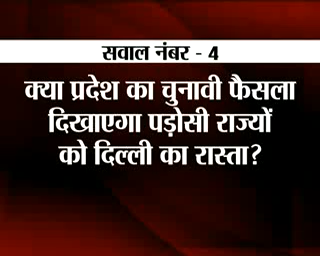 सवाल नंबर - 4
क्या प्रदेश का चुनावी फैसला
दिखाएगा पड़ोसी राज्यों
को दिल्ली का रास्ता?